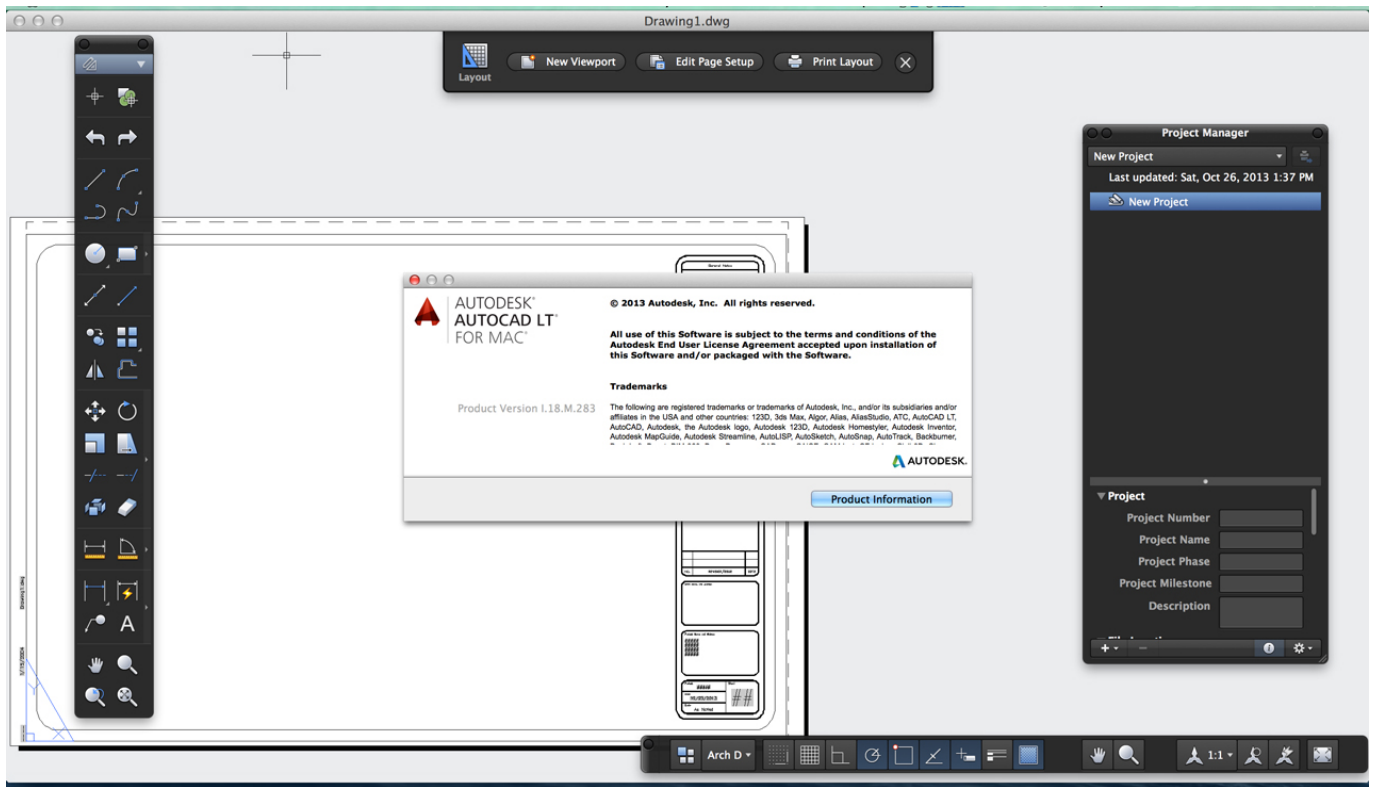 Drawing1.dwg
Layout
New Viewport
Edit Page Setup
Print Layout
Project Manager
New Project
Last updated: Sat, Oct 26, 2013 1:37 PM
New Project
AUTODESK®
AUTOCAD LT®
FOR MAC®
Product Version I.18.M.283
© 2013 Autodesk, Inc. All rights reserved.
All use of this Software is subject to the terms and conditions of the
Autodesk End User License Agreement accepted upon installation of
this Software and/or packaged with the Software.
Trademarks
The following are registered trademarks or trademarks of Autodesk, Inc., and/or its subsidiaries and/or
affiliates in the USA and other countries: 123D, 3ds Max, Algor, Alias, AliasStudio, ATC, AutoCAD LT,
AutoCAD, Autodesk, the Autodesk logo, Autodesk 123D, Autodesk Homestyler, Autodesk Inventor,
Autodesk MapGuide, Autodesk Streamline, AutoLISP, AutoSketch, AutoSnap, AutoTrack, Backburner,
AUTODESK.
Product Information
Project
Project Number
Project Name
Project Phase
Project Milestone
Description
A
Drawing1.dwg
General Notes
####
##
As Noted
Y
X
Arch D
1:1